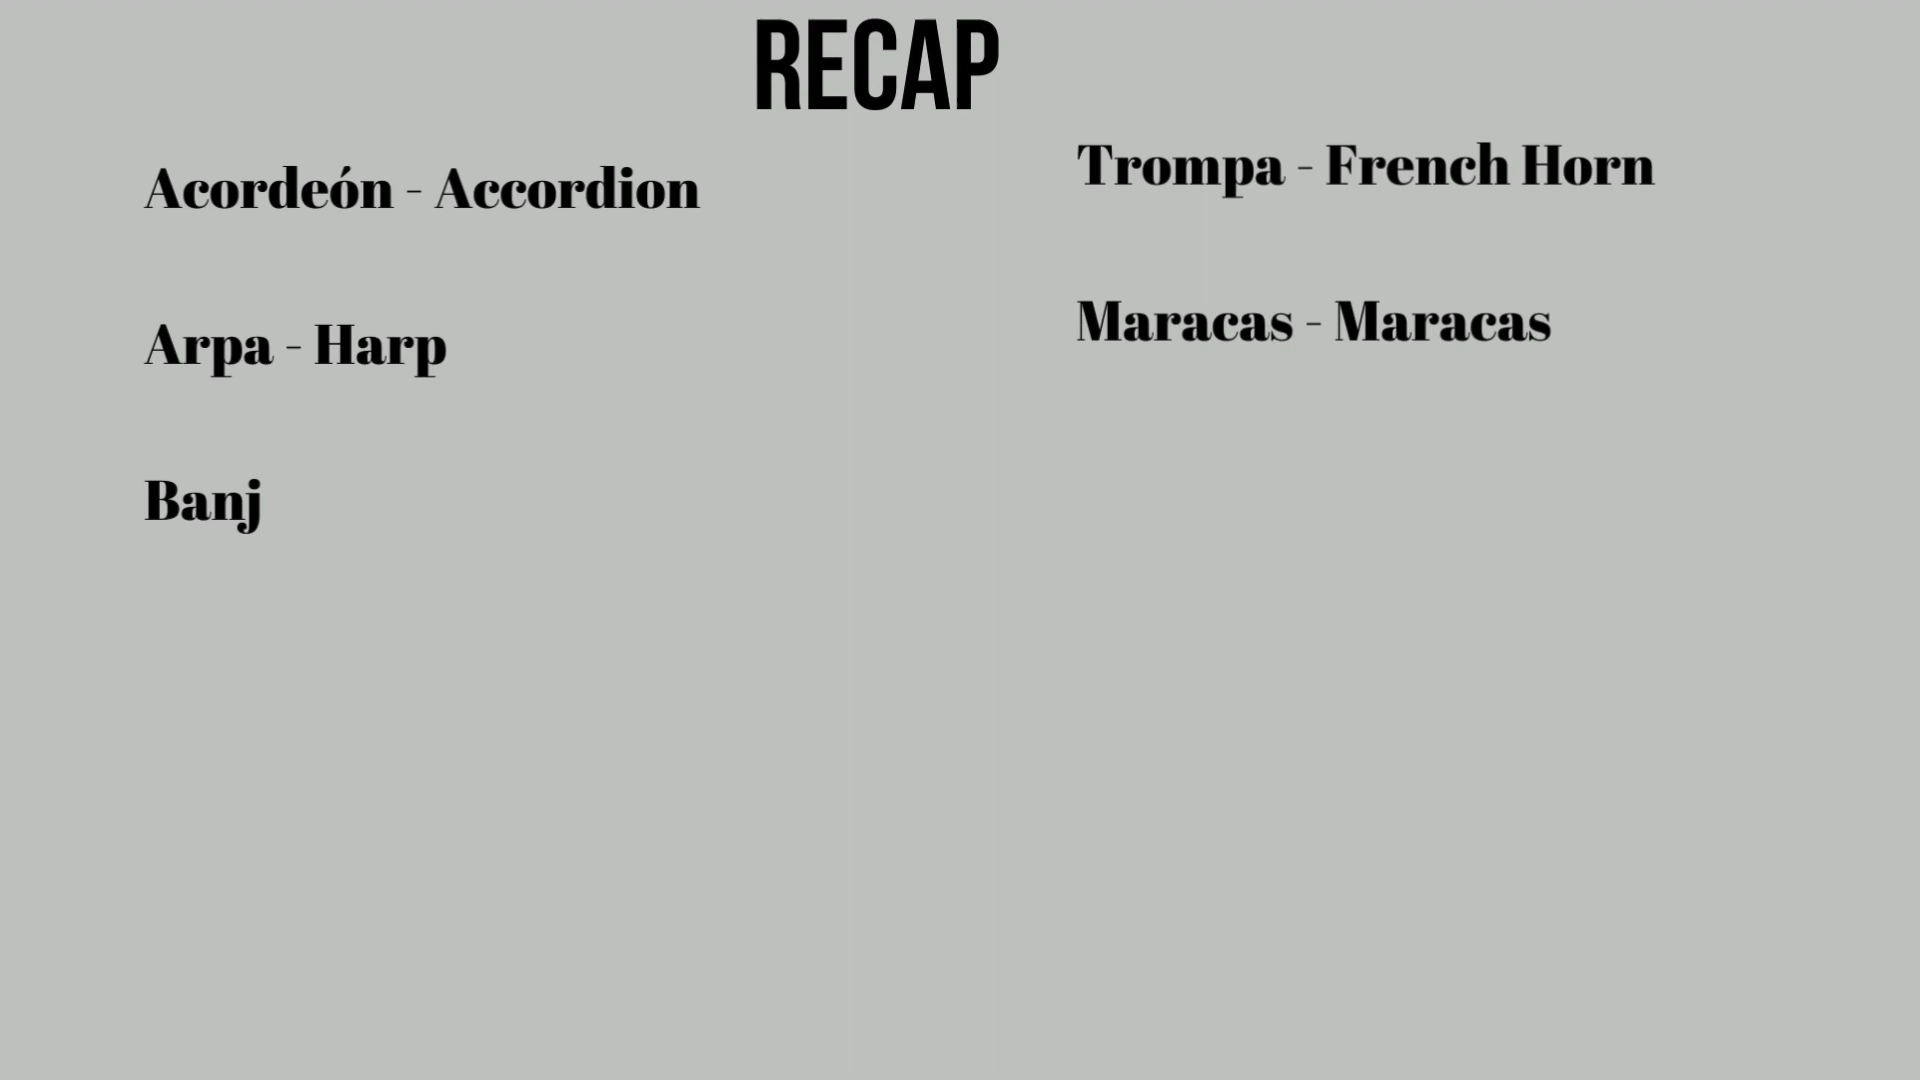 RECAP
Acordeón - Accordion
Arpa - Harp
Banj
Trompa - French Horn
Maracas - Maracas